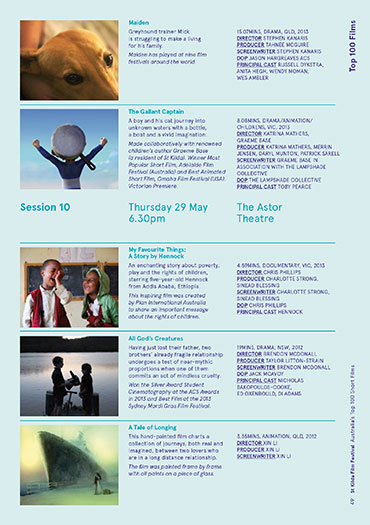 Top 100 Films
Maiden
Greyhound trainer Mick
is struggling to make a living
for his family.
Maiden has played at nine film
festivals around the world.
15.07MINS, DRAMA, QLD, 2013
DIRECTOR STEPHEN KANARIS
PRODUCER TAHNEE MCGUIRE
SCREENWRITER STEPHEN KANARIS
DOP JASON HARGREAVES ACS
PRINCIPAL CAST RUSSELL DYKSTRA,
ANITA HEGH, WENDY MOCAN,
WES AMBLER
The Gallant Captain
A boy and his cat journey into
unknown waters with a bottle,
a boat and a vivid imagination.
Made collaboratively with renowned
children's author Graeme Base
(a resident of St Kilda). Winner Most
Popular Short Film, Adelaide Film
Festival (Australia) and Best Animated
Short Film, Omaha Film Festival (USA).
Victorian Premiere.
8.08MINS, DRAMA/ANIMATION/
CHILDRENS, VIC, 2013
DIRECTOR KATRINA MATHERS,
GRAEME BASE
PRODUCER KATRINA MATHERS, MERRIN
JENSEN, DARYL MUNTON, PATRICK SARELL
SCREENWRITER GRAEME BASE IN
ASSOCIATION WITH THE LAMPSHADE
COLLECTIVE
DOP THE LAMPSHADE COLLECTIVE
PRINCIPAL CAST TOBY PEARCE
Session 10
Thursday 29 May
6.30pm
The Astor
Theatre
My Favourite Things:
A Story by Hennock
An enchanting story about poverty,
play and the rights of children,
starring five-year-old Hennock
from Addis Ababa, Ethiopia.
This inspiring film was created
by Plan International Australia
to share an important message
about the rights of children.
4.59MINS, DOCUMENTARY, VIC, 2013
DIRECTOR CHRIS PHILLIPS
PRODUCER CHARLOTTE STRONG,
SINEAD BLESSING
SCREENWRITER CHARLOTTE STRONG,
SINEAD BLESSING
DOP CHRIS PHILLIPS
PRINCIPAL CAST HENNOCK
All God's Creatures
Having just lost their father, two
brothers' already fragile relationship
undergoes a test of near-mythic
proportions when one of them
commits an act of mindless cruelty.
Won the Silver Award Student
Cinematography at the ACS Awards
in 2013 and Best Film at the 2013
Sydney Mardi Gras Film Festival.
19MINS, DRAMA, NSW, 2012
DIRECTOR BRENDON MCDONALL
PRODUCER TAYLOR LITTON-STRAIN
SCREENWRITER BRENDON MCDONALL
DOP JACK MCAVOY
PRINCIPAL CAST NICHOLAS
BAKOPOULOS-COOKE,
ED OXENBOULD, DI ADAMS
A Tale of Longing
This hand-painted film charts a
collection of journeys, both real and
imagined, between two lovers who
are in a long distance relationship.
The film was painted frame by frame
with oil paints on a piece of glass.
3.55MINS, ANIMATION, QLD, 2012
DIRECTOR XIN LI
PRODUCER XIN LI
SCREENWRITER XIN LI
49 St Kilda Film Festival Australia's Top 100 Short Films